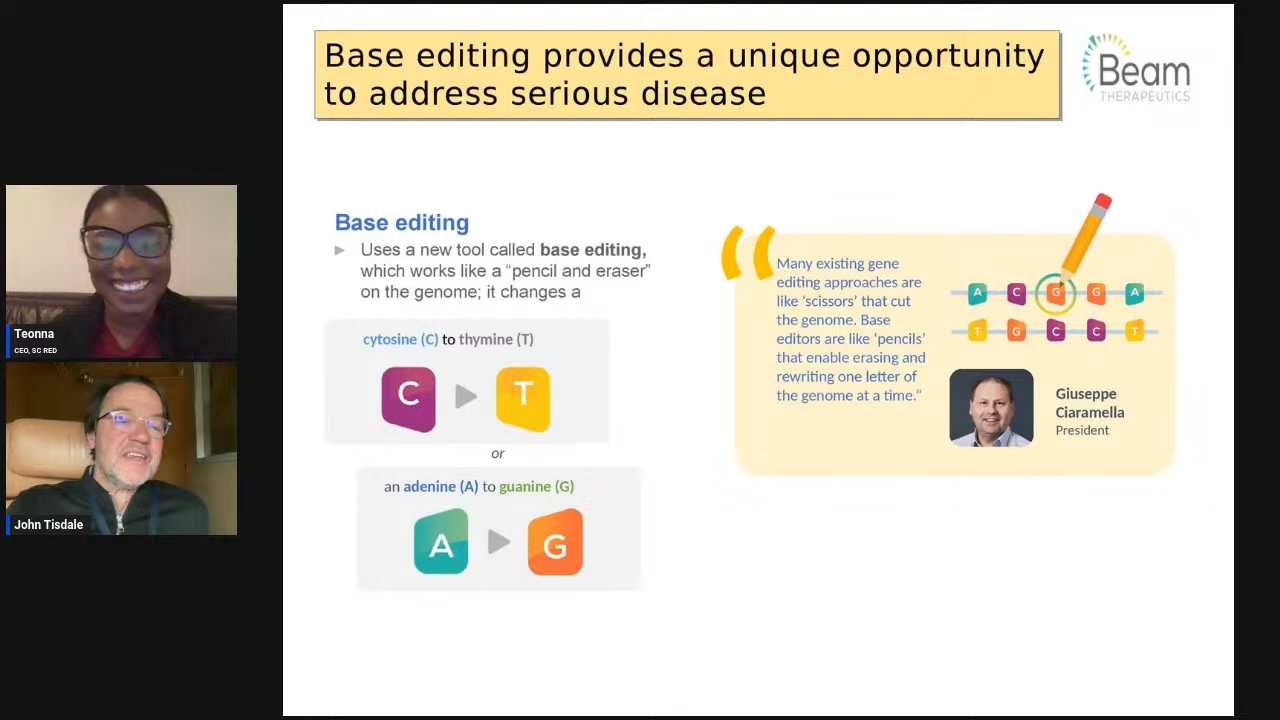 Base editing provides a unique opportunity
to address serious disease
Beam
THERAPEUTICS
Teonna
CEO, SC RED
John Tisdale
Base editing
Uses a new tool called base editing,
which works like a “pencil and eraser”
on the genome; it changes a
cytosine (C) to thymine (T)
C T
or
an adenine (A) to guanine (G)
A G
“
Many existing gene
editing approaches are
like ‘scissors’ that cut
the genome. Base
editors are like ‘pencils’
that enable erasing and
rewriting one letter of
the genome at a time.”
A C G G A
T G C C T
Giuseppe
Ciaramella
President